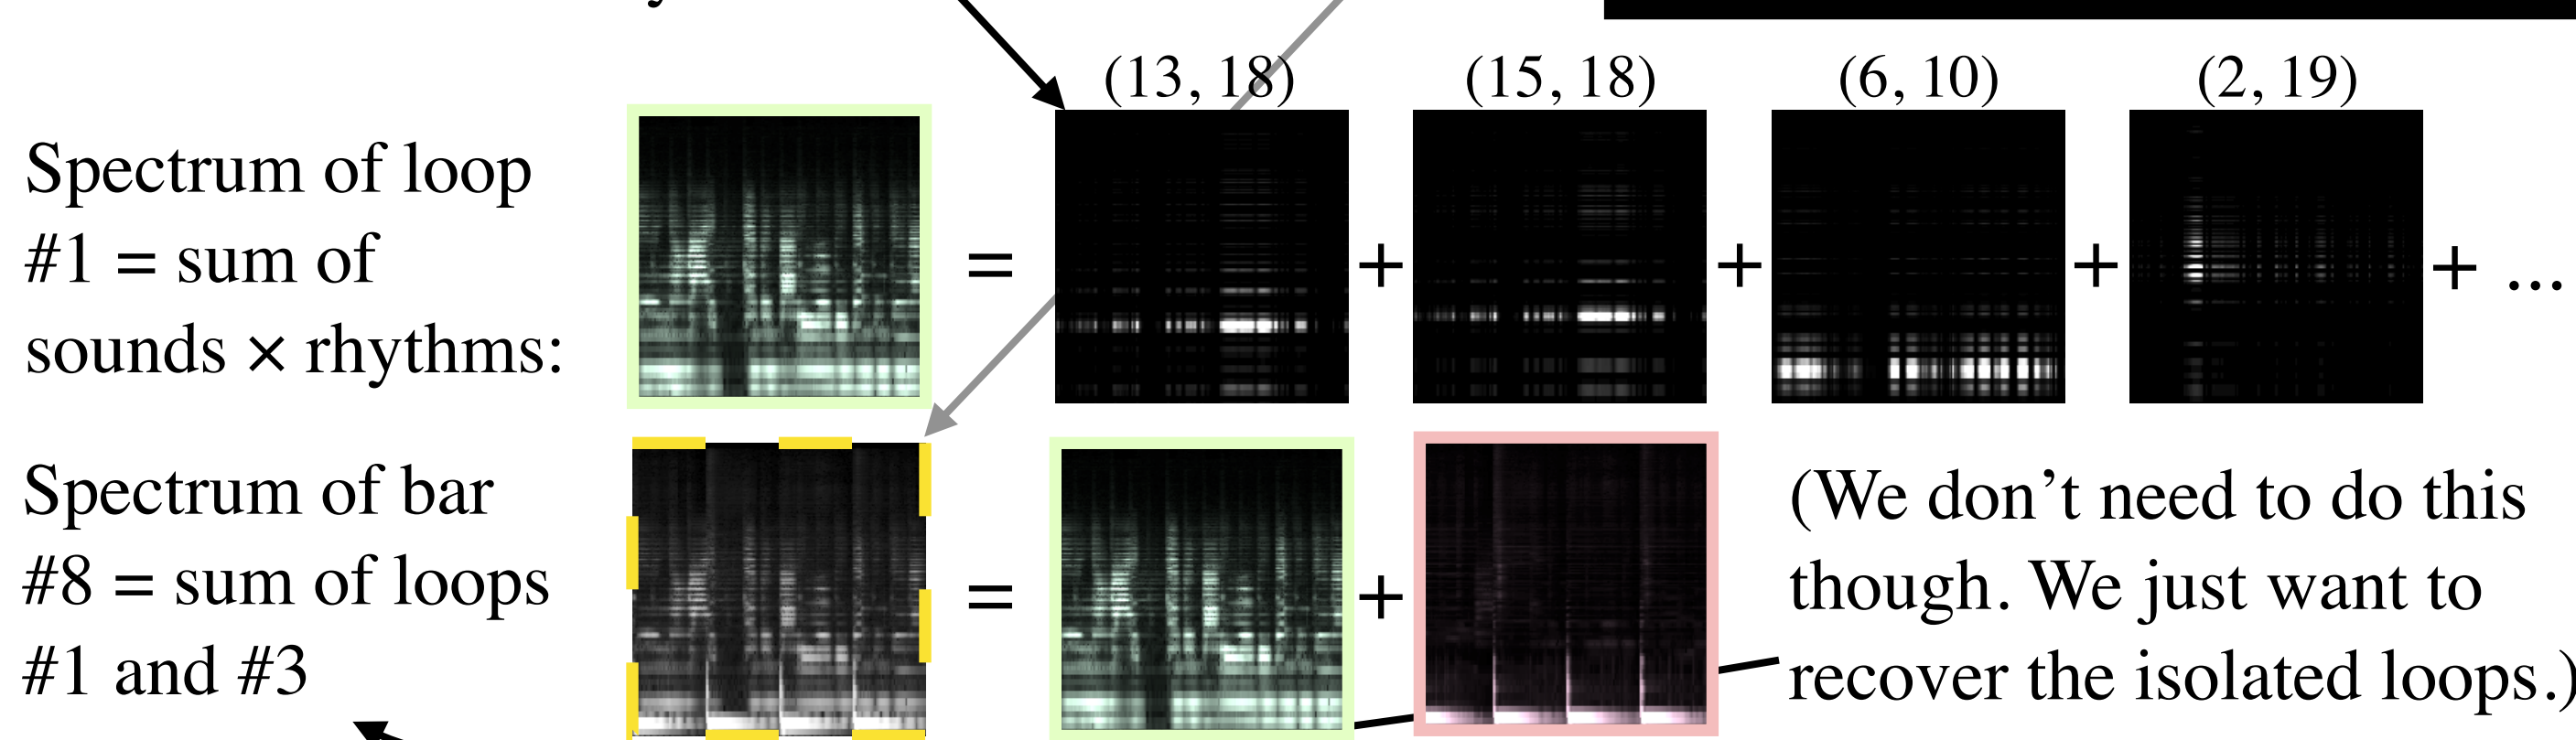 (13, 18) (15, 18) (6, 10) (2, 19)
Spectrum of loop
#1 = sum of
sounds × rhythms:
= + + + + ...
Spectrum of bar
#8 = sum of loops
#1 and #3
= +
(We don’t need to do this
though. We just want to
recover the isolated loops.)